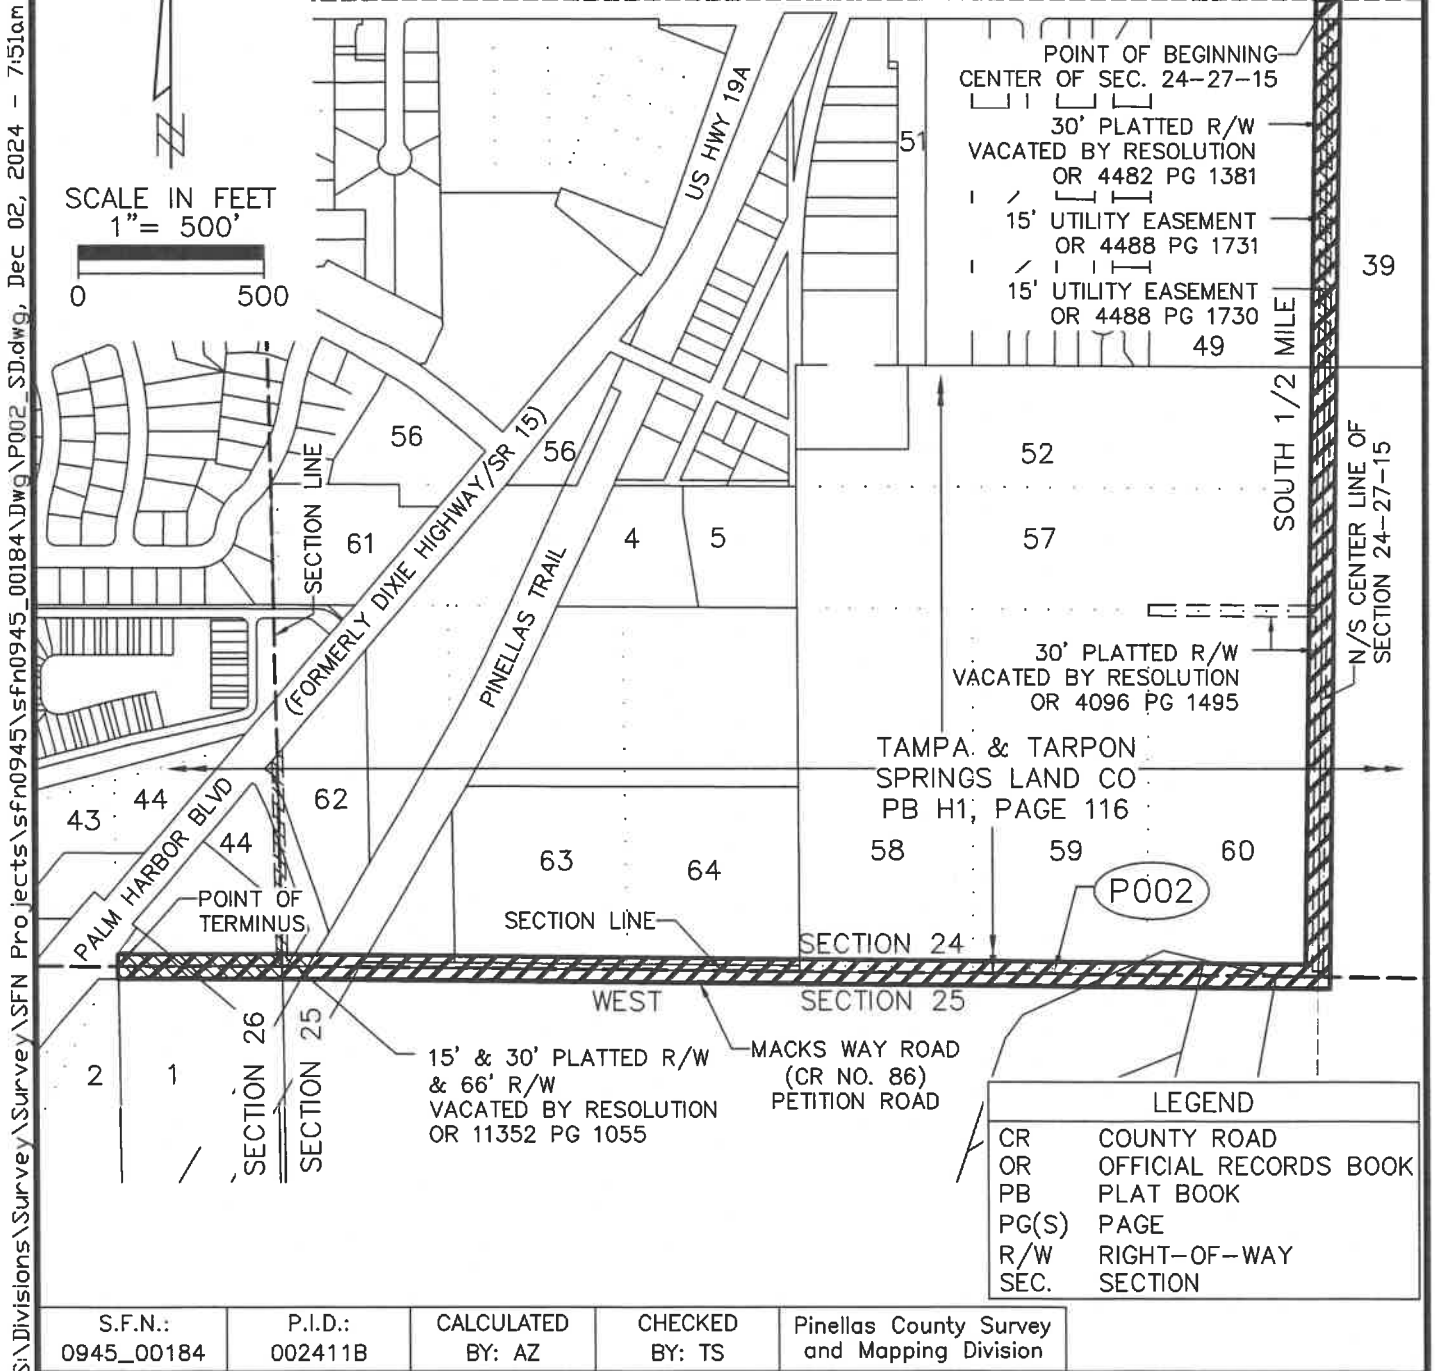 S:\Divisions\Survey\Survey\SFN Projects\sfn0945\sfn0945_00184\Dwg\P002_SD.dwg, Dec 02, 2024 - 7:51am
N
SCALE IN FEET
1"= 500'
0 500
US HWY 19A
POINT OF BEGINNING
CENTER OF SEC. 24-27-15
51
30' PLATTED R/W
VACATED BY RESOLUTION
OR 4482 PG 1381
15' UTILITY EASEMENT
OR 4488 PG 1731
15' UTILITY EASEMENT
OR 4488 PG 1730
39
49
SOUTH 1/2 MILE
N/S CENTER LINE OF
SECTION 24-27-15
56
56
52
SECTION LINE
61
(FORMERLY DIXIE HIGHWAY/SR 15)
PINELLAS TRAIL
4
5
57
30' PLATTED R/W
VACATED BY RESOLUTION
OR 4096 PG 1495
TAMPA & TARPON
SPRINGS LAND CO
PB H1, PAGE 116
43
44
62
44
PALM HARBOR BLVD
63
64
58
59
60
P002
POINT OF
TERMINUS
SECTION LINE
SECTION 24
WEST
SECTION 25
2
1
SECTION 26
SECTION 25
15' & 30' PLATTED R/W
& 66' R/W
VACATED BY RESOLUTION
OR 11352 PG 1055
MACKS WAY ROAD
(CR NO. 86)
PETITION ROAD
LEGEND
CR COUNTY ROAD
OR OFFICIAL RECORDS BOOK
PB PLAT BOOK
PG(S) PAGE
R/W RIGHT-OF-WAY
SEC. SECTION
S.F.N.:
0945_00184
P.I.D.:
002411B
CALCULATED
BY: AZ
CHECKED
BY: TS
Pinellas County Survey
and Mapping Division